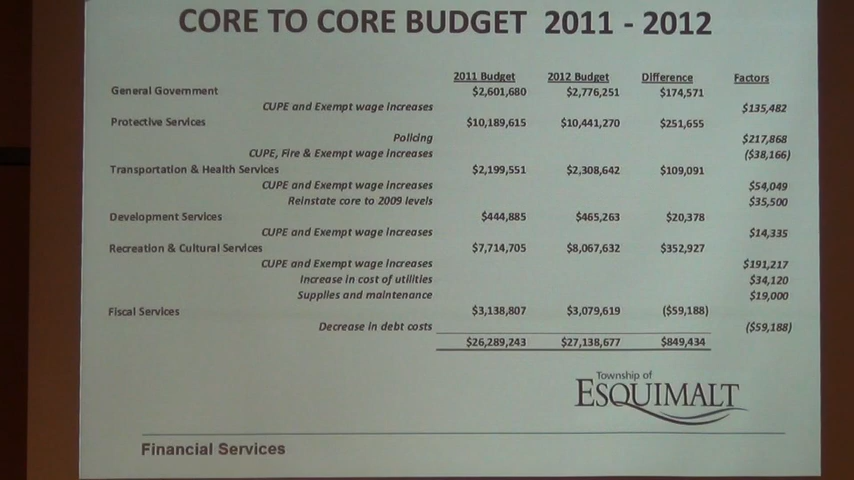 CORE TO CORE BUDGET 2011 - 2012
2011 Budget 2012 Budget Difference Factors
General Government $2,601,680 $2,776,251 $174,571
CUPE and Exempt wage increases $135,482
Protective Services $10,189,615 $10,441,270 $251,655
Policing $217,868
CUPE, Fire & Exempt wage increases ($38,166)
Transportation & Health Services $2,199,551 $2,308,642 $109,091
CUPE and Exempt wage increases $54,049
Reinstate core to 2009 levels $35,500
Development Services $444,885 $465,263 $20,378
CUPE and Exempt wage increases $14,335
Recreation & Cultural Services $7,714,705 $8,067,632 $352,927
CUPE and Exempt wage increases $191,217
Increase in cost of utilities $34,120
Supplies and maintenance $19,000
Fiscal Services $3,138,807 $3,079,619 ($59,188)
Decrease in debt costs ($59,188)
$26,289,243 $27,138,677 $849,434
Township of
ESQUIMALT
Financial Services